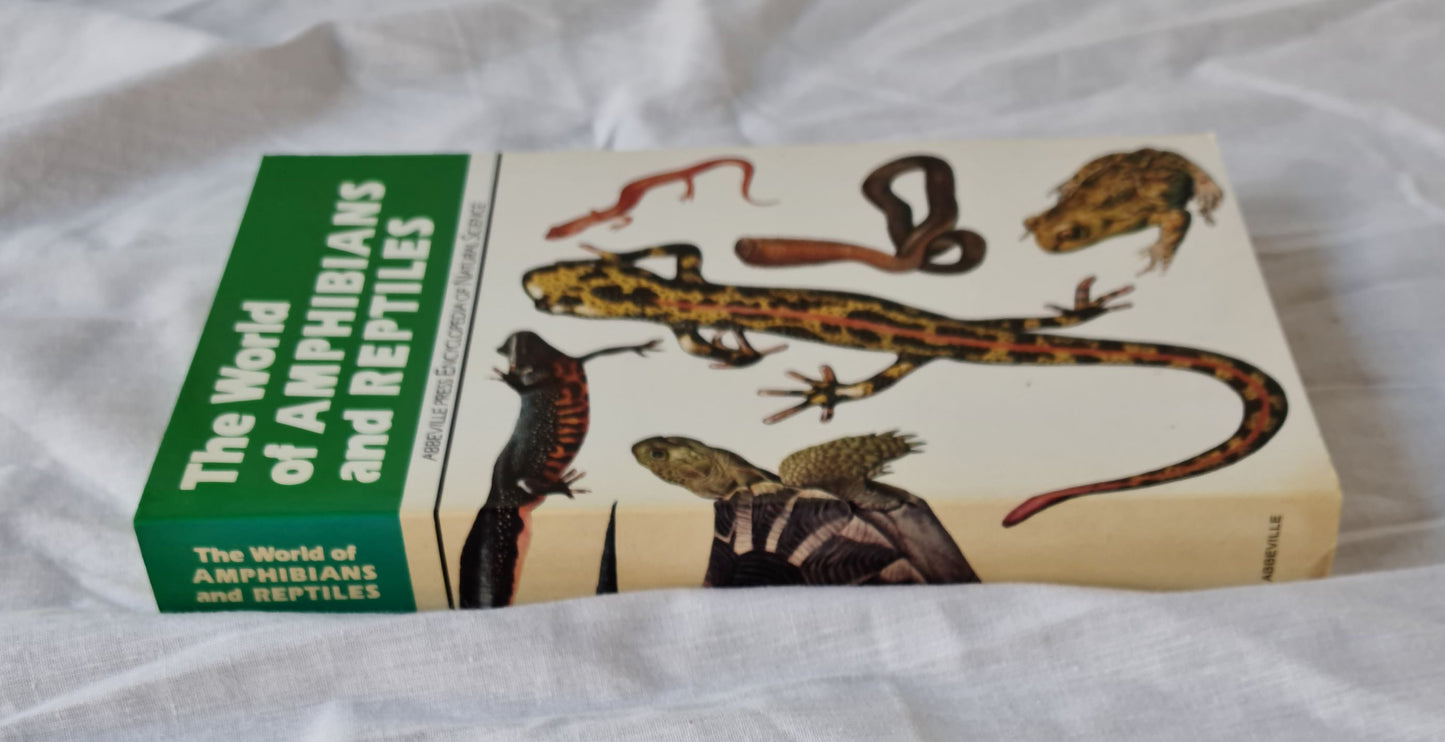 The World
of AMPHIBIANS
and REPTILES
ABBEVILLE PRESS ENCYCLOPEDIA OF NATURAL SCIENCE
The World of
AMPHIBIANS
and REPTILES
ABBEVILLE